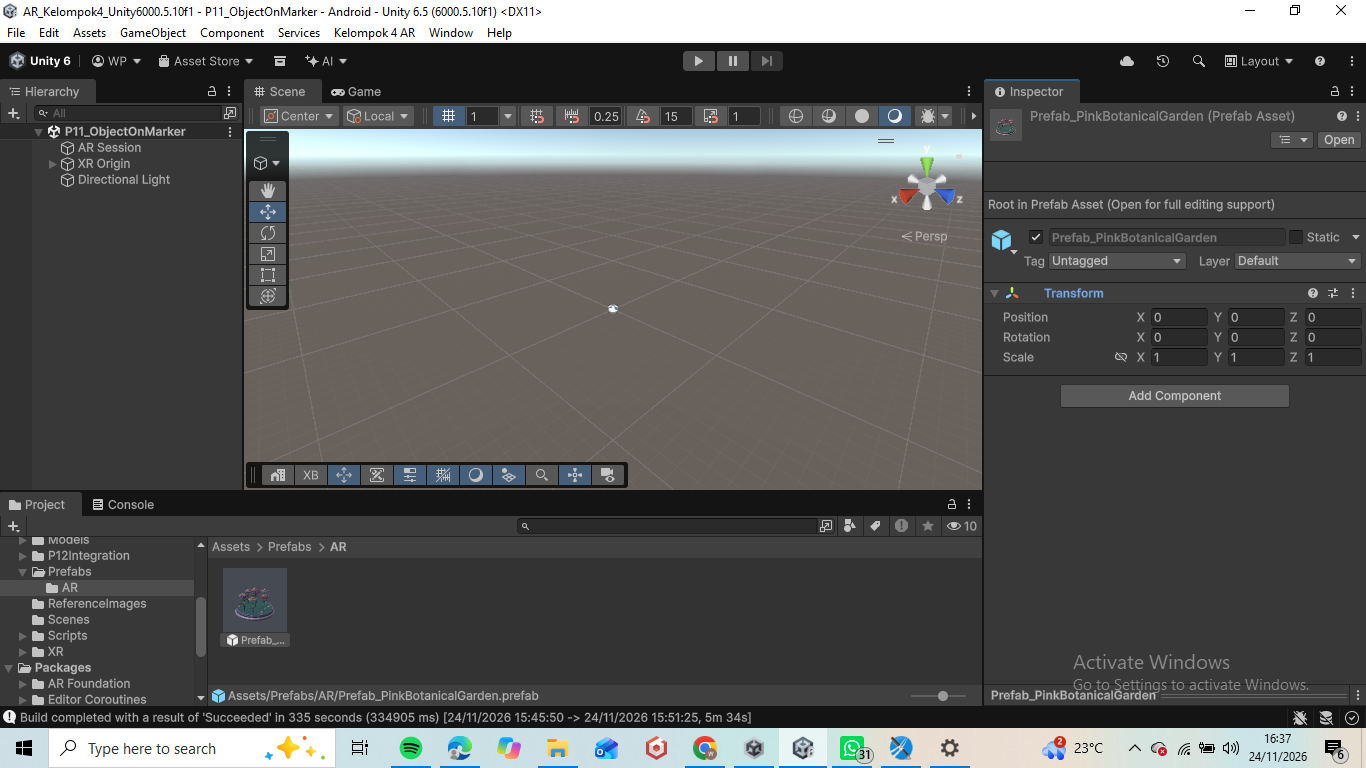 AR_Kelompok4_Unity6000.5.10f1 - P11_ObjectOnMarker - Android - Unity 6.5 (6000.5.10f1) <DX11>
File Edit Assets GameObject Component Services Kelompok 4 AR Window Help
Unity 6 WP Asset Store AI Layout
Hierarchy Scene Game Inspector
All Center Local 1 0.25 15 1
Prefab_PinkBotanicalGarden (Prefab Asset)
Open
P11_ObjectOnMarker
AR Session
XR Origin
Directional Light
y
x z
Persp
Root in Prefab Asset (Open for full editing support)
Prefab_PinkBotanicalGarden Static
Tag Untagged Layer Default
Transform
Position X 0 Y 0 Z 0
Rotation X 0 Y 0 Z 0
Scale X 1 Y 1 Z 1
Add Component
XB
Project Console
10
Assets > Prefabs > AR
Models
P12Integration
Prefabs
AR
ReferenceImages
Scenes
Scripts
XR
Packages
AR Foundation
Editor Coroutines
Prefab_...
Assets/Prefabs/AR/Prefab_PinkBotanicalGarden.prefab
Activate Windows
Go to Settings to activate Windows.
Prefab_PinkBotanicalGarden
Build completed with a result of 'Succeeded' in 335 seconds (334905 ms) [24/11/2026 15:45:50 -> 24/11/2026 15:51:25, 5m 34s]
Type here to search 31 2 23°C 16:37
24/11/2026 6